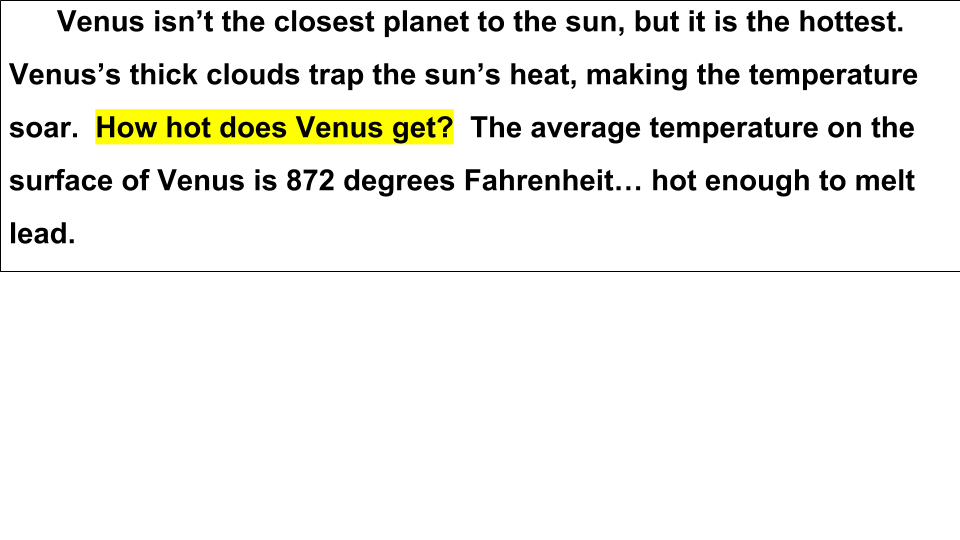 Venus isn’t the closest planet to the sun, but it is the hottest.
Venus’s thick clouds trap the sun’s heat, making the temperature
soar.  How hot does Venus get?  The average temperature on the
surface of Venus is 872 degrees Fahrenheit… hot enough to melt
lead.